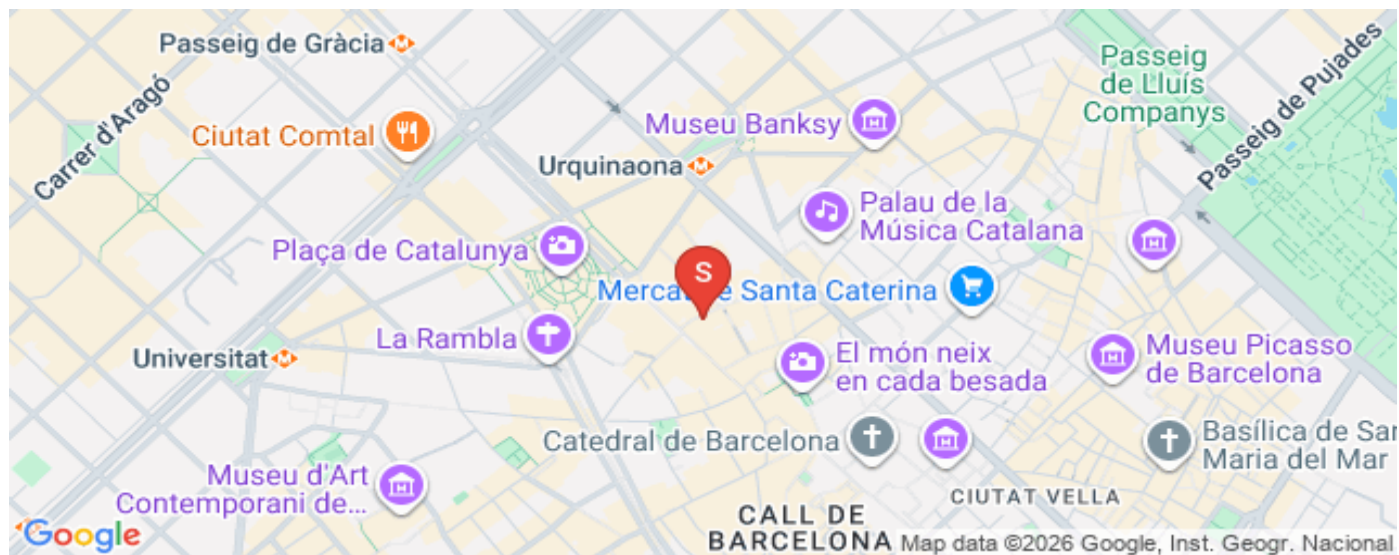 Passeig de Gràcia
Carrer d'Aragó
Ciutat Comtal
Museu Banksy
Passeig
de Lluís
Companys
Passeig de Pujades
Urquinaona
Palau de la
Música Catalana
Plaça de Catalunya
S
Santa Caterina
La Rambla
Universitat
El món neix
en cada besada
Museu Picasso
de Barcelona
Catedral de Barcelona
Basílica de
Maria del Mar
Museu d'Art
Contemporani de...
CIUTAT VELLA
CALL DE
BARCELONA
Google
Map data ©2026 Google, Inst. Geogr. Nacional